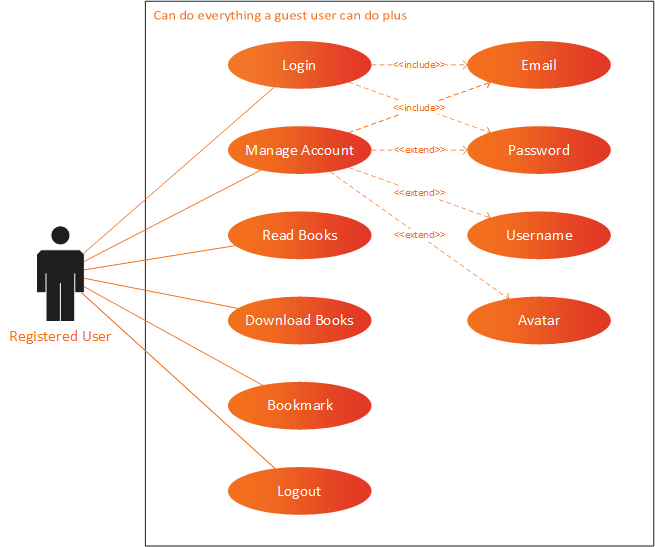 Can do everything a guest user can do plus
Login
<<include>>
Email
<<include>>
Manage Account
<<extend>>
Password
<<extend>>
Read Books
<<extend>>
Username
Registered User
Download Books
Avatar
Bookmark
Logout